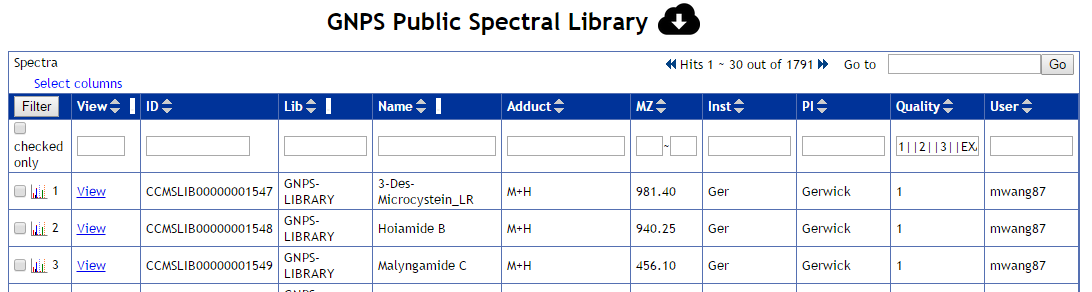 GNPS Public Spectral Library
Spectra
Hits 1 ~ 30 out of 1791 Go to Go
Select columns
Filter View ID Lib Name Adduct MZ Inst PI Quality User
checked only ~ 1||2||3||EX
1 View CCMSLIB00000001547 GNPS-LIBRARY 3-Des-Microcystein_LR M+H 981.40 Ger Gerwick 1 mwang87
2 View CCMSLIB00000001548 GNPS-LIBRARY Hoiamide B M+H 940.25 Ger Gerwick 1 mwang87
3 View CCMSLIB00000001549 GNPS-LIBRARY Malyngamide C M+H 456.10 Ger Gerwick 1 mwang87